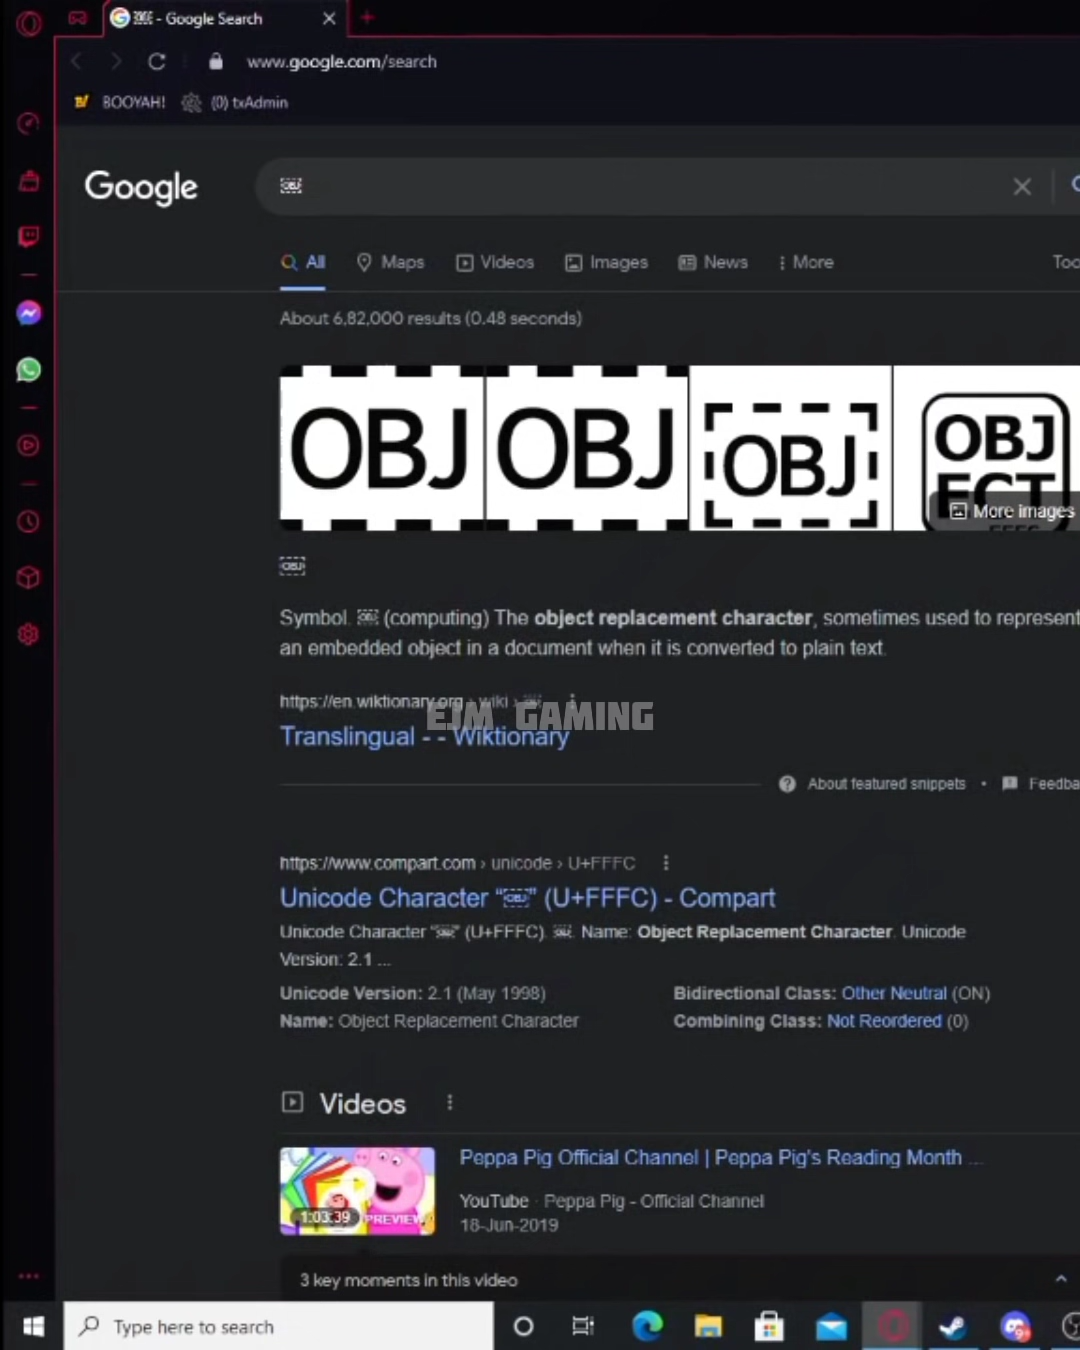 ￼ - Google Search
www.google.com/search
BOOYAH!
(0) txAdmin
Google
￼
All Maps Videos Images News More
About 6,82,000 results (0.48 seconds)
OBJ OBJ OBJ OBJ
ECT
More images
￼
Symbol. ￼ (computing) The object replacement character, sometimes used to represent
an embedded object in a document when it is converted to plain text.
https://en.wiktionary.org › wiki › ￼
EJM GAMING
Translingual - - Wiktionary
About featured snippets •
https://www.compart.com › unicode › U+FFFC
Unicode Character “￼” (U+FFFC) - Compart
Unicode Character "￼" (U+FFFC). ￼. Name: Object Replacement Character. Unicode
Version: 2.1 ...
Unicode Version: 2.1 (May 1998) Bidirectional Class: Other Neutral (ON)
Name: Object Replacement Character Combining Class: Not Reordered (0)
Videos
Peppa Pig Official Channel | Peppa Pig's Reading Month ...
1:03:39 PREVIEW
YouTube · Peppa Pig - Official Channel
18-Jun-2019
3 key moments in this video
Type here to search